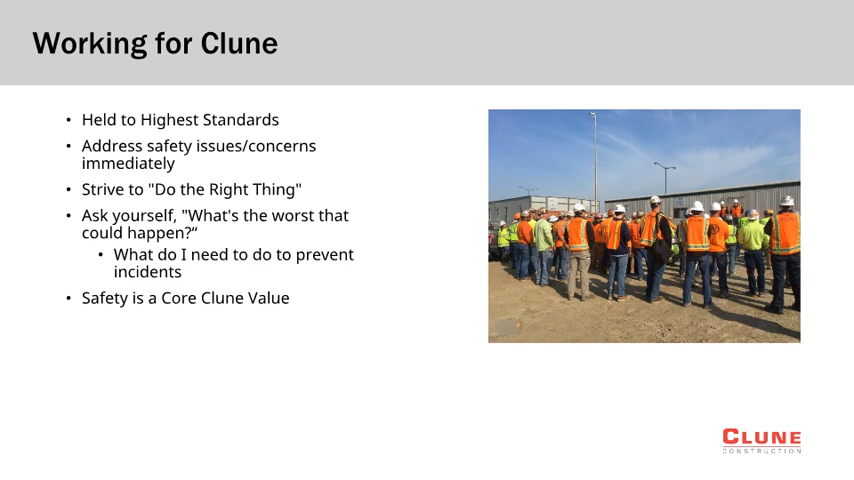 Working for Clune
• Held to Highest Standards
• Address safety issues/concerns
immediately
• Strive to "Do the Right Thing"
• Ask yourself, "What's the worst that
could happen?“
• What do I need to do to prevent
incidents
• Safety is a Core Clune Value
CLUNE
CONSTRUCTION